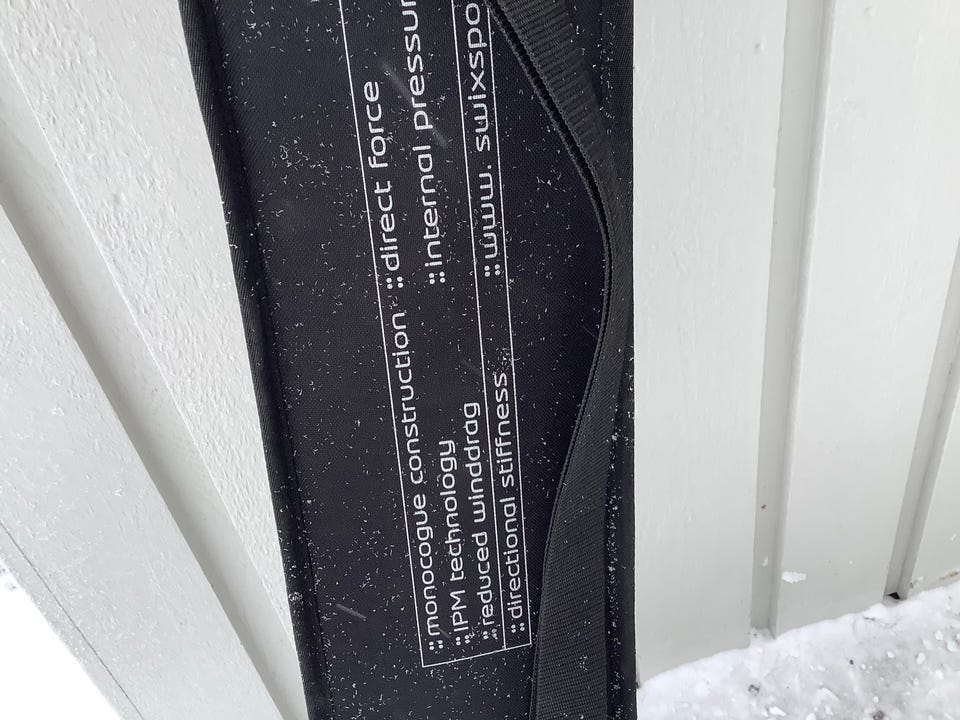 ::monocogue construction ::direct force
::IPM technology ::internal pressur
::reduced winddrag
::directional stiffness ::www. swixspo